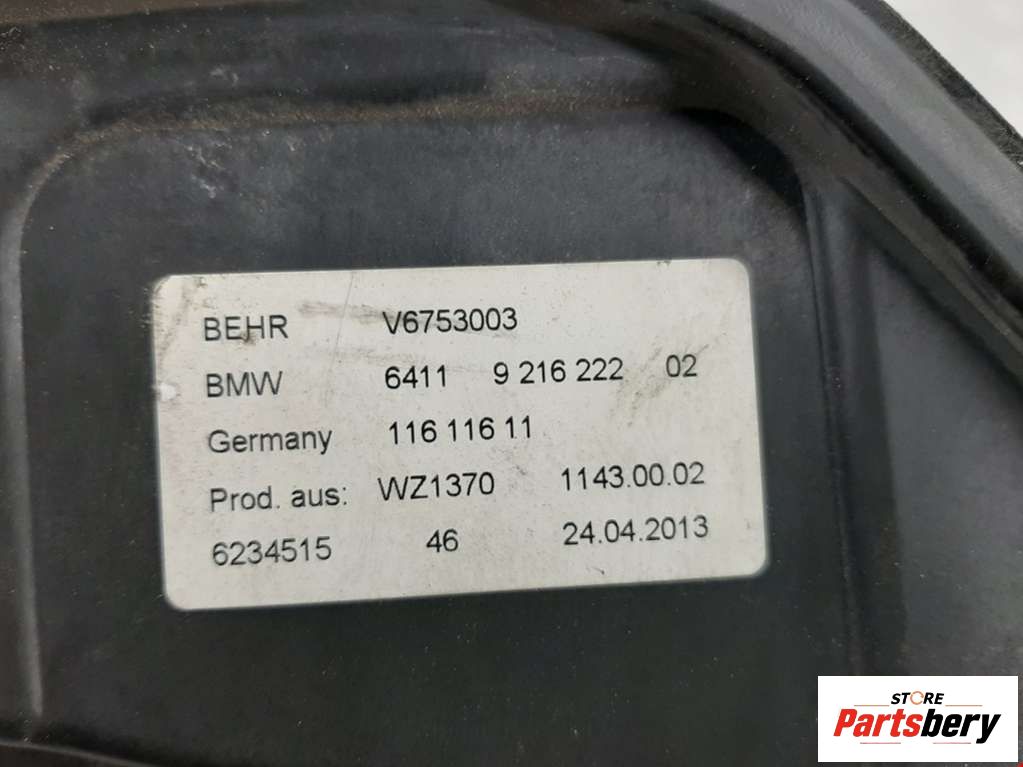 BEHR V6753003
BMW 6411 9 216 222 02
Germany 116 116 11
Prod. aus: WZ1370 1143.00.02
6234515 46 24.04.2013
STORE
Partsbery